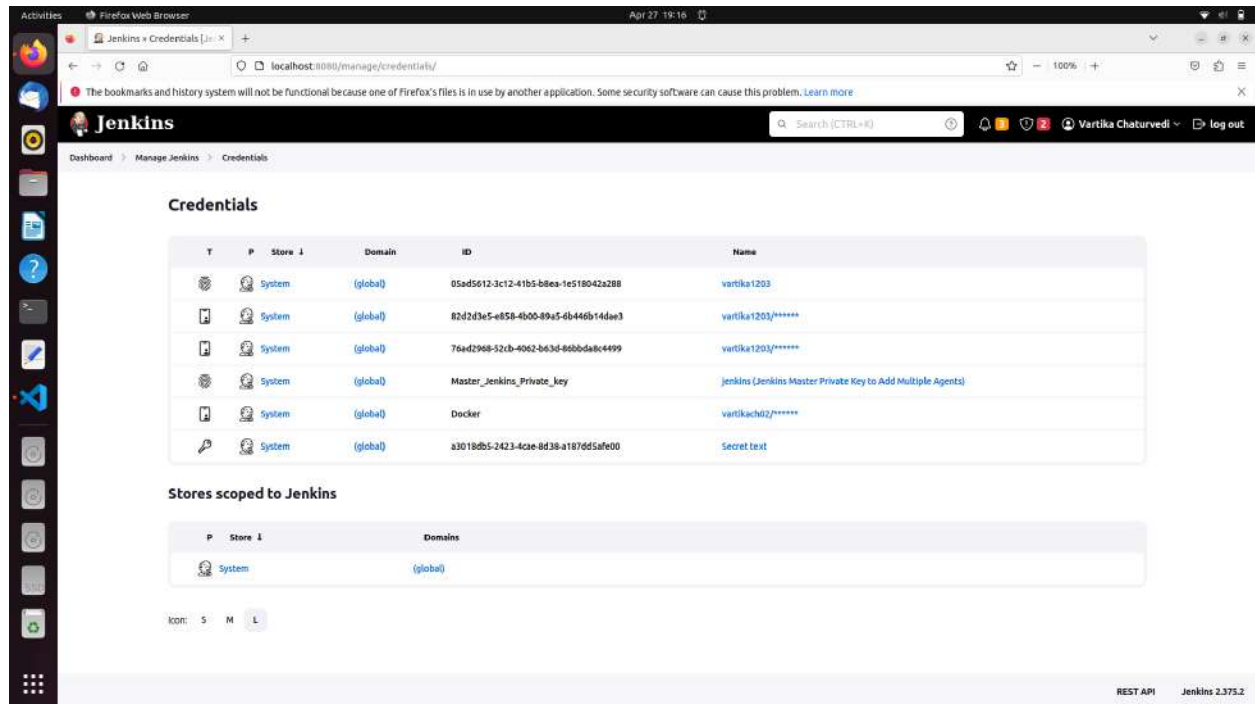 Activities Firefox Web Browser Apr 27 19:16
Jenkins » Credentials [Je
localhost:8080/manage/credentials/ 100%
The bookmarks and history system will not be functional because one of Firefox's files is in use by another application. Some security software can cause this problem. Learn more
Jenkins Search (CTRL+K) 3 2 Vartika Chaturvedi log out
Dashboard Manage Jenkins Credentials
Credentials
T P Store ↓ Domain ID Name
System (global) 05ad5612-3c12-41b5-b8ea-1e518042a288 vartika1203
System (global) 82d2d3e5-e858-4b00-89a5-6b446b14dae3 vartika1203/******
System (global) 76ad2968-52cb-4062-b63d-86bbda8c4499 vartika1203/******
System (global) Master_Jenkins_Private_key jenkins (Jenkins Master Private Key to Add Multiple Agents)
System (global) Docker vartikach02/******
System (global) a3018db5-2423-4cae-8d38-a187dd5afe00 Secret text
Stores scoped to Jenkins
P Store ↓ Domains
System (global)
Icon: S M L
REST API Jenkins 2.375.2